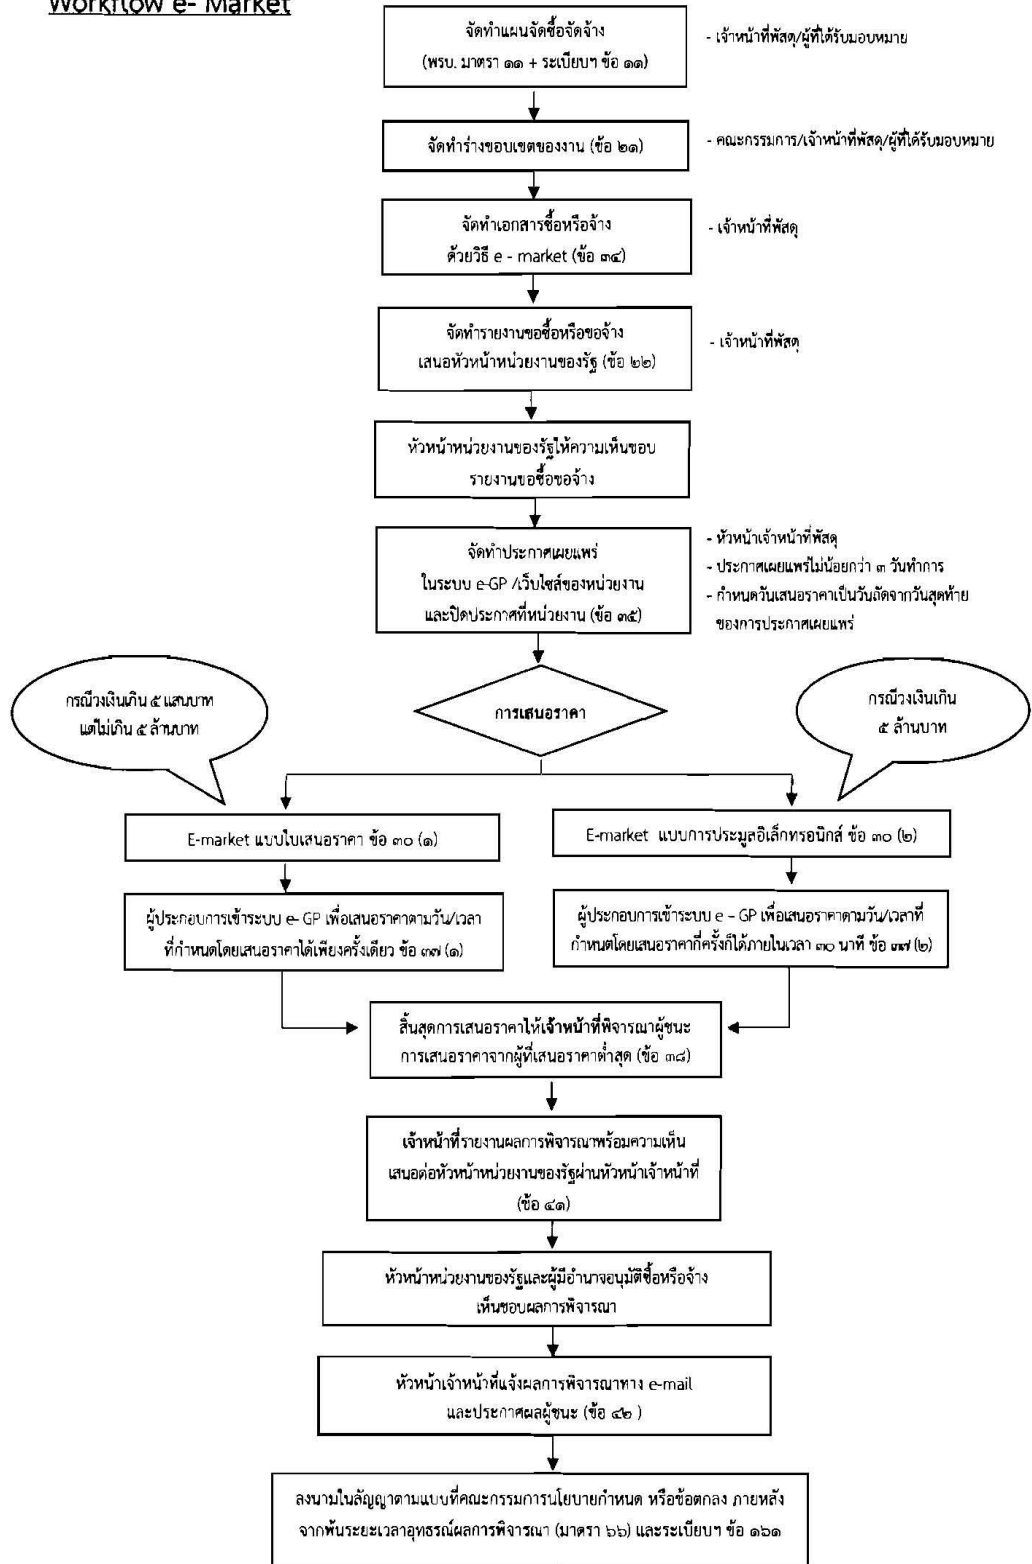 Workflow e- Market
จัดทำแผนจัดซื้อจัดจ้าง
(พรบ. มาตรา ๑๑ + ระเบียบฯ ข้อ ๑๑)
- เจ้าหน้าที่พัสดุ/ผู้ที่ได้รับมอบหมาย
จัดทำร่างขอบเขตของงาน (ข้อ ๒๑)
- คณะกรรมการ/เจ้าหน้าที่พัสดุ/ผู้ที่ได้รับมอบหมาย
จัดทำเอกสารซื้อหรือจ้าง
ด้วยวิธี e - market (ข้อ ๓๔)
- เจ้าหน้าที่พัสดุ
จัดทำรายงานขอซื้อหรือขอจ้าง
เสนอหัวหน้าหน่วยงานของรัฐ (ข้อ ๒๒)
- เจ้าหน้าที่พัสดุ
หัวหน้าหน่วยงานของรัฐให้ความเห็นชอบ
รายงานขอซื้อขอจ้าง
จัดทำประกาศเผยแพร่
ในระบบ e-GP /เว็บไซส์ของหน่วยงาน
และปิดประกาศที่หน่วยงาน (ข้อ ๓๕)
- หัวหน้าเจ้าหน้าที่พัสดุ
- ประกาศเผยแพร่ไม่น้อยกว่า ๓ วันทำการ
- กำหนดวันเสนอราคาเป็นวันถัดจากวันสุดท้าย
ของการประกาศเผยแพร่
กรณีวงเงินเกิน ๕ แสนบาท
แต่ไม่เกิน ๕ ล้านบาท
การเสนอราคา
กรณีวงเงินเกิน
๕ ล้านบาท
E-market แบบใบเสนอราคา ข้อ ๓๐ (๑)
E-market แบบการประมูลอิเล็กทรอนิกส์ ข้อ ๓๐ (๒)
ผู้ประกอบการเข้าระบบ e- GP เพื่อเสนอราคาตามวัน/เวลา
ที่กำหนดโดยเสนอราคาได้เพียงครั้งเดียว ข้อ ๓๗ (๑)
ผู้ประกอบการเข้าระบบ e – GP เพื่อเสนอราคาตามวัน/เวลาที่
กำหนดโดยเสนอราคากี่ครั้งก็ได้ภายในเวลา ๓๐ นาที ข้อ ๓๗ (๒)
สิ้นสุดการเสนอราคาให้เจ้าหน้าที่พิจารณาผู้ชนะ
การเสนอราคาจากผู้ที่เสนอราคาต่ำสุด (ข้อ ๓๘)
เจ้าหน้าที่รายงานผลการพิจารณาพร้อมความเห็น
เสนอต่อหัวหน้าหน่วยงานของรัฐผ่านหัวหน้าเจ้าหน้าที่
(ข้อ ๔๑)
หัวหน้าหน่วยงานของรัฐและผู้มีอำนาจอนุมัติซื้อหรือจ้าง
เห็นชอบผลการพิจารณา
หัวหน้าเจ้าหน้าที่แจ้งผลการพิจารณาทาง e-mail
และประกาศผลผู้ชนะ (ข้อ ๔๒ )
ลงนามในสัญญาตามแบบที่คณะกรรมการนโยบายกำหนด หรือข้อตกลง ภายหลัง
จากพ้นระยะเวลาอุทธรณ์ผลการพิจารณา (มาตรา ๖๖) และระเบียบฯ ข้อ ๑๖๑